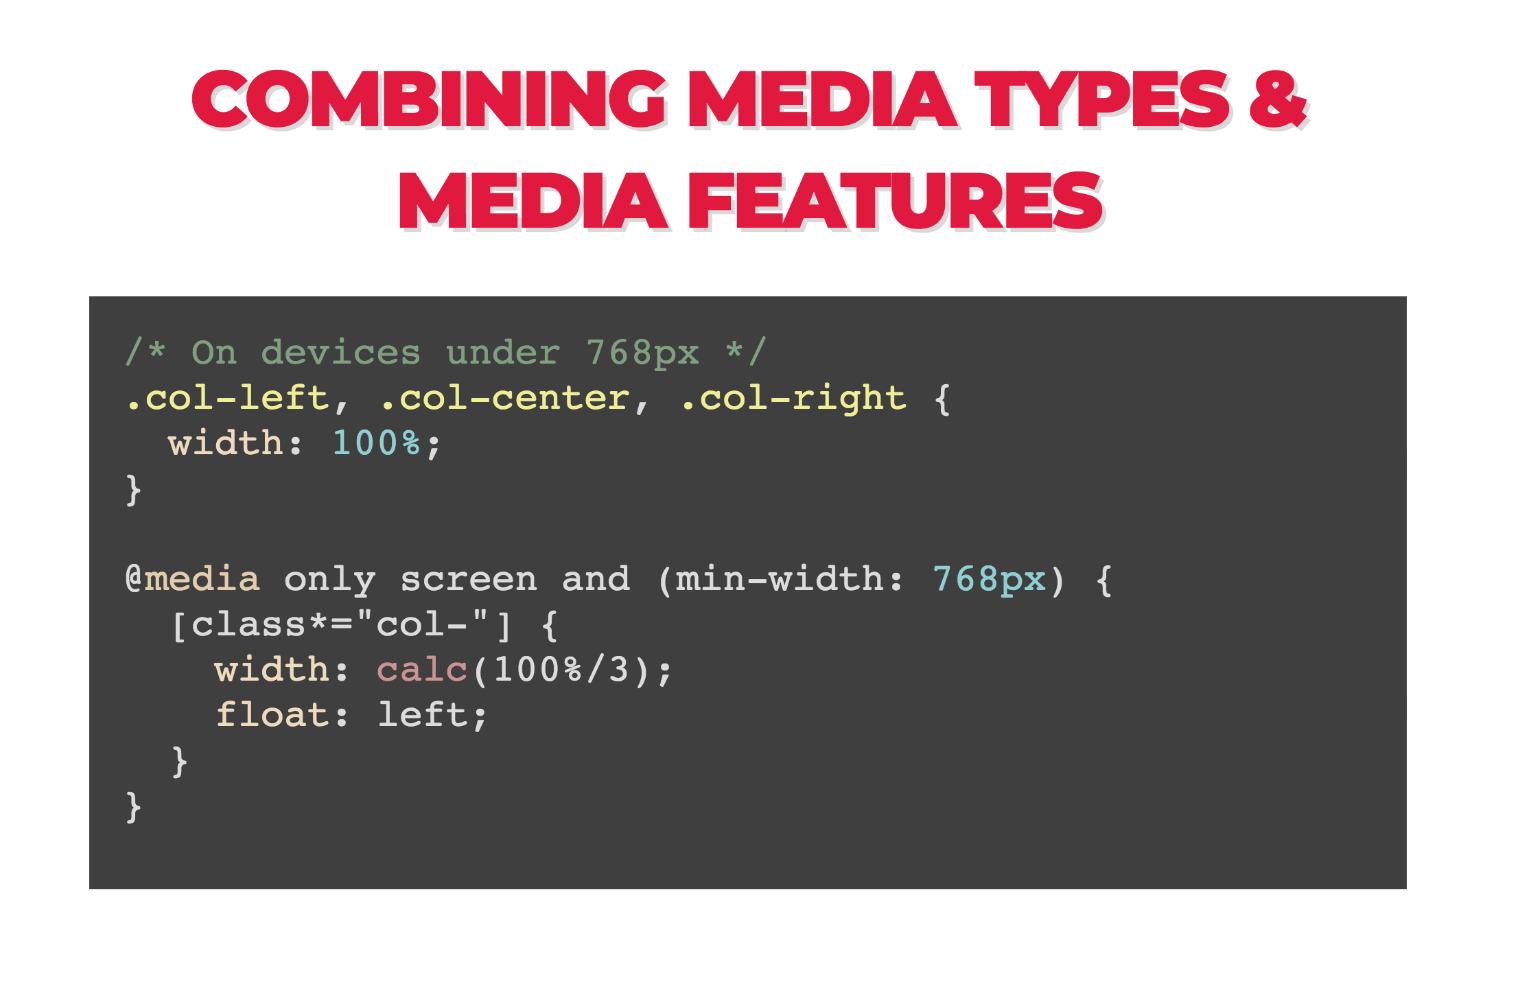 COMBINING MEDIA TYPES &
MEDIA FEATURES
/* On devices under 768px */
.col-left, .col-center, .col-right {
  width: 100%;
}
@media only screen and (min-width: 768px) {
  [class*="col-"] {
    width: calc(100%/3);
    float: left;
  }
}